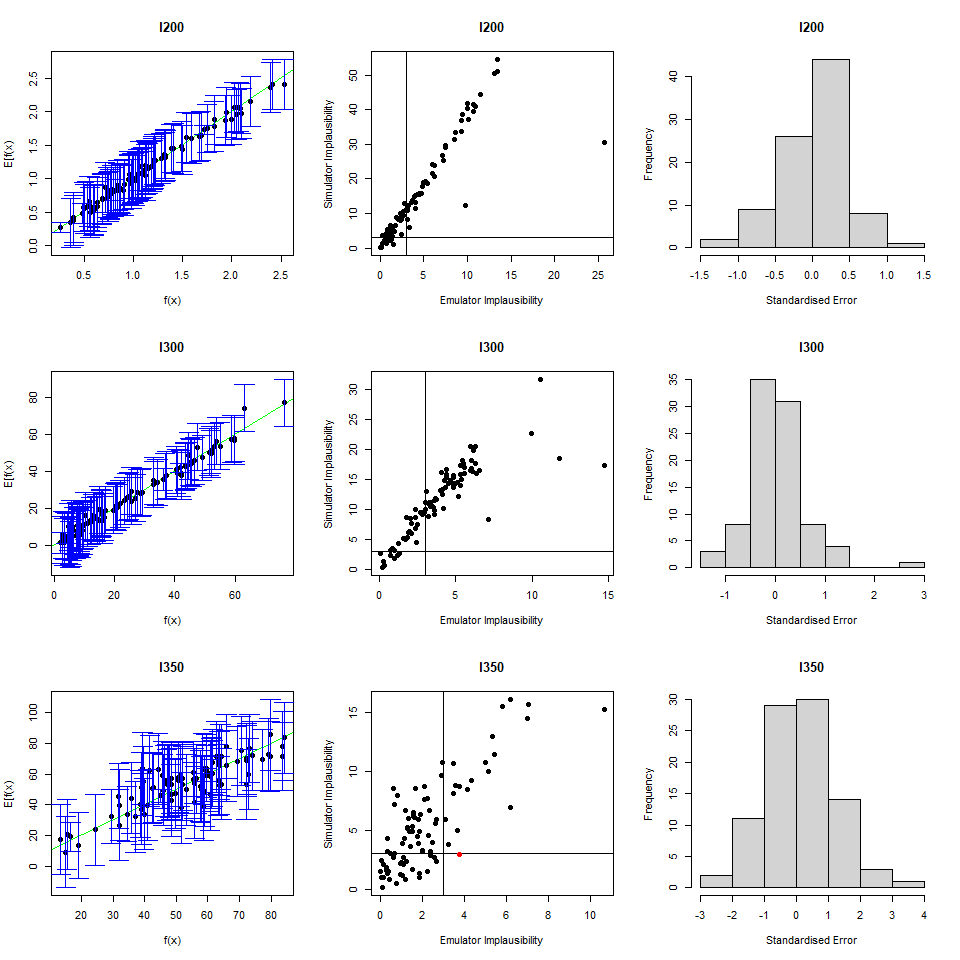 I200
E[f(x)
0.0 0.5 1.0 1.5 2.0 2.5
0.5 1.0 1.5 2.0 2.5
f(x)
I200
Simulator Implausibility
0 10 20 30 40 50
0 5 10 15 20 25
Emulator Implausibility
I200
Frequency
0 10 20 30 40
-1.5 -1.0 -0.5 0.0 0.5 1.0 1.5
Standardised Error
I300
E[f(x)
0 20 40 60 80
0 20 40 60
f(x)
I300
Simulator Implausibility
0 5 10 15 20 25 30
0 5 10 15
Emulator Implausibility
I300
Frequency
0 5 10 15 20 25 30 35
-1 0 1 2 3
Standardised Error
I350
E[f(x)
0 20 40 60 80 100
20 30 40 50 60 70 80
f(x)
I350
Simulator Implausibility
0 5 10 15
0 2 4 6 8 10
Emulator Implausibility
I350
Frequency
0 5 10 15 20 25 30
-3 -2 -1 0 1 2 3 4
Standardised Error